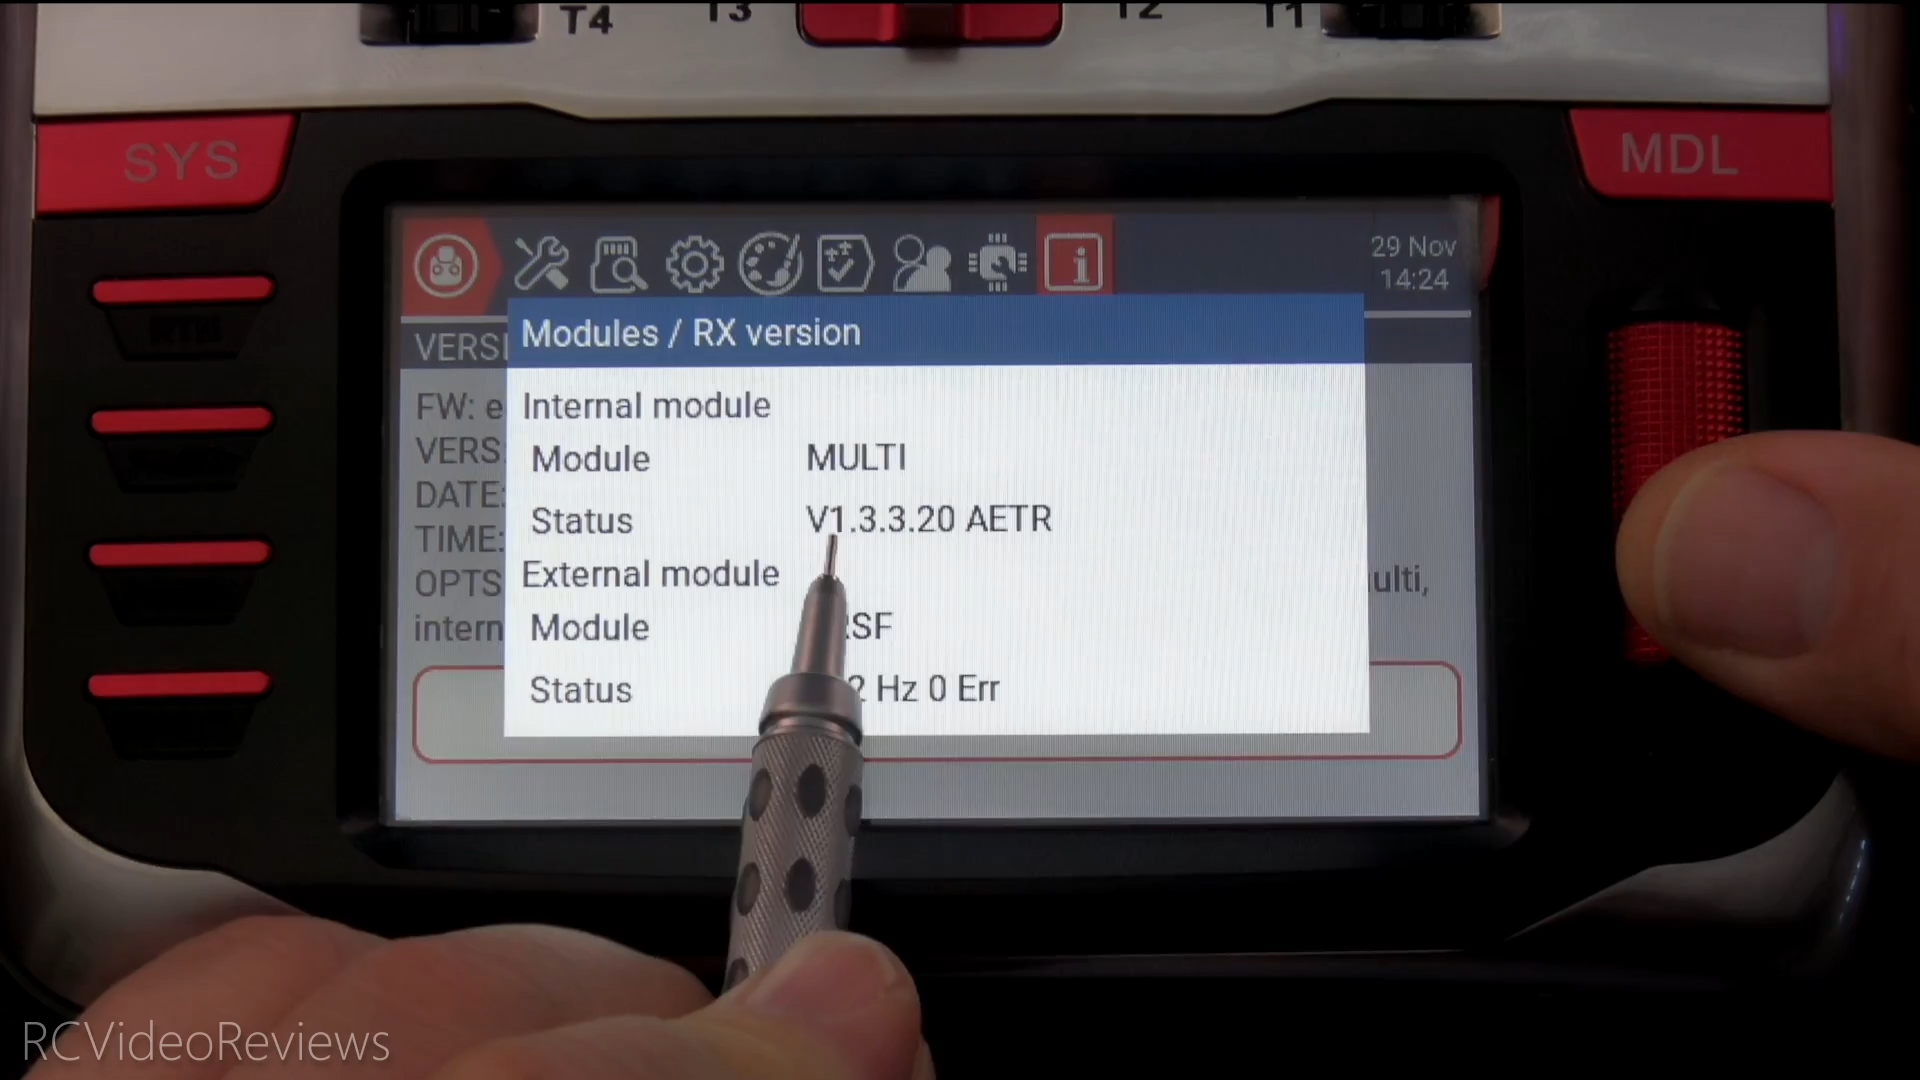 T4 T3 T2 T1
SYS MDL
29 Nov
14:24
Modules / RX version
FW: e
Internal module
VERS:
Module MULTI
DATE:
Status V1.3.3.20 AETR
TIME:
External module
OPTS
ulti,
intern
Module RSF
Status 2 Hz 0 Err
RCVideoReviews